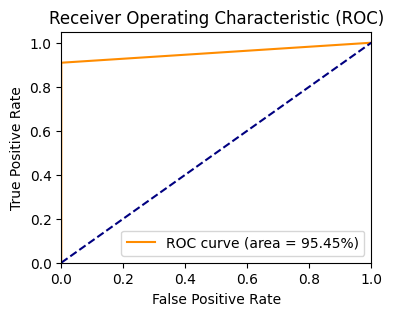 Receiver Operating Characteristic (ROC)
1.0
0.8
0.6
0.4
0.2
0.0
True Positive Rate
ROC curve (area = 95.45%)
0.0 0.2 0.4 0.6 0.8 1.0
False Positive Rate